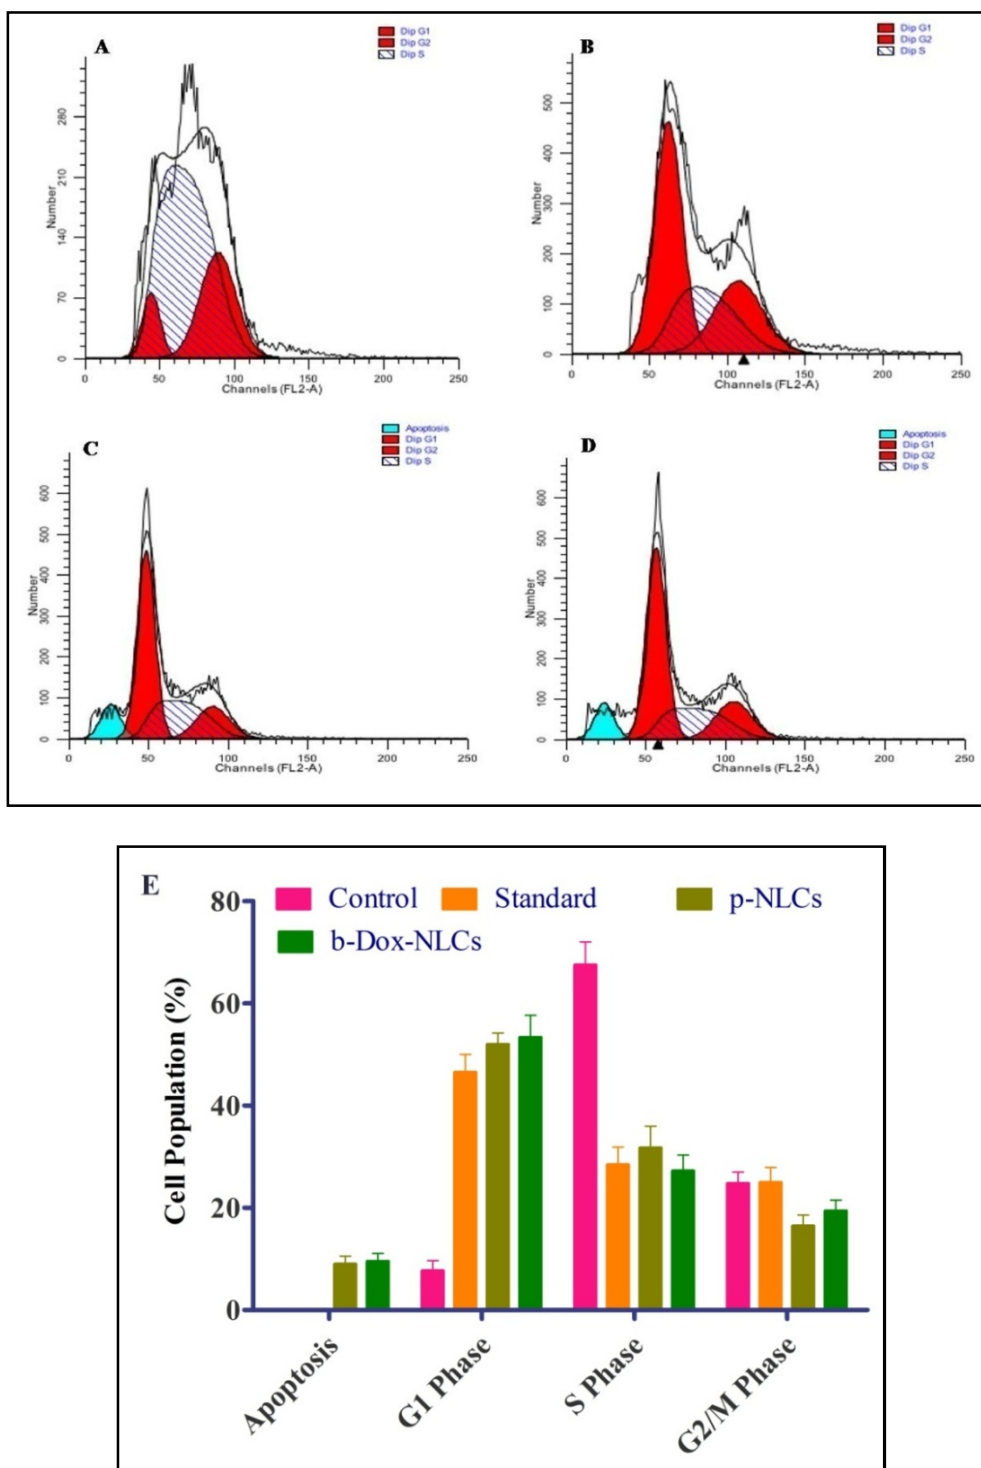 A
Dip G1
Dip G2
Dip S
Number
0
70
140
210
280
0 50 100 150 200 250
Channels (FL2-A)
B
Dip G1
Dip G2
Dip S
Number
0
100
200
300
400
500
0 50 100 150 200 250
Channels (FL2-A)
C
Apoptosis
Dip G1
Dip G2
Dip S
Number
0
100
200
300
400
500
600
0 50 100 150 200 250
Channels (FL2-A)
D
Apoptosis
Dip G1
Dip G2
Dip S
Number
0
100
200
300
400
500
600
0 50 100 150 200 250
Channels (FL2-A)
E
Control Standard p-NLCs
b-Dox-NLCs
Cell Population (%)
80
60
40
20
0
Apoptosis
G1 Phase
S Phase
G2/M Phase